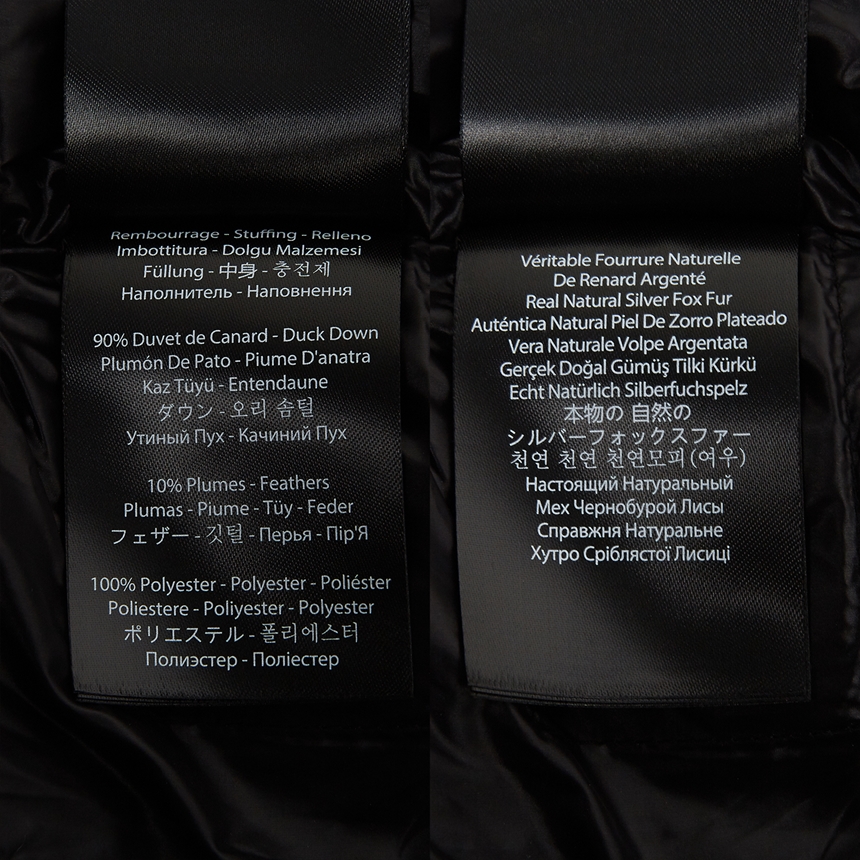 Rembourrage - Stuffing - Relleno
Imbottitura - Dolgu Malzemesi
Füllung - 中身 - 충전제
Наполнитель - Наповнення
90% Duvet de Canard - Duck Down
Plumón De Pato - Piume D'anatra
Kaz Tüyü - Entendaune
ダウン - 오리 솜털
Утиный Пух - Качиний Пух
10% Plumes - Feathers
Plumas - Piume - Tüy - Feder
フェザー - 깃털 - Перья - Пір'Я
100% Polyester - Polyester - Poliéster
Poliestere - Poliyester - Polyester
ポリエステル - 폴리에스터
Полиэстер - Поліестер
Véritable Fourrure Naturelle
De Renard Argenté
Real Natural Silver Fox Fur
Auténtica Natural Piel De Zorro Plateado
Vera Naturale Volpe Argentata
Gerçek Doğal Gümüş Tilki Kürkü
Echt Natürlich Silberfuchspelz
本物の 自然の
シルバーフォックスファー
천연 천연 천연모피(여우)
Настоящий Натуральный
Мех Чернобурой Лисы
Справжня Натуральне
Хутро Сріблястої Лисиці